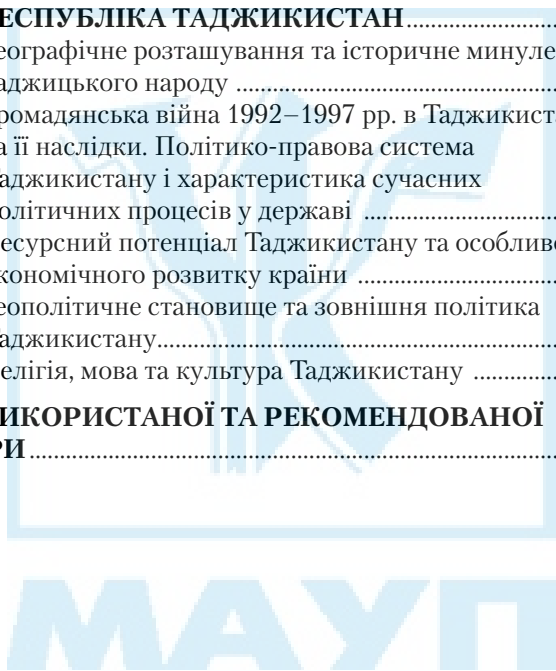 ЕСПУБЛІКА ТАДЖИКИСТАН
еографічне розташування та історичне минуле
аджицького народу
ромадянська війна 1992–1997 рр. в Таджикиста
а її наслідки. Політико-правова система
аджикистану і характеристика сучасних
олітичних процесів у державі
есурсний потенціал Таджикистану та особливо
кономічного розвитку країни
еополітичне становище та зовнішня політика
аджикистану
елігія, мова та культура Таджикистану
ИКОРИСТАНОЇ ТА РЕКОМЕНДОВАНОЇ
РИ
МАУП